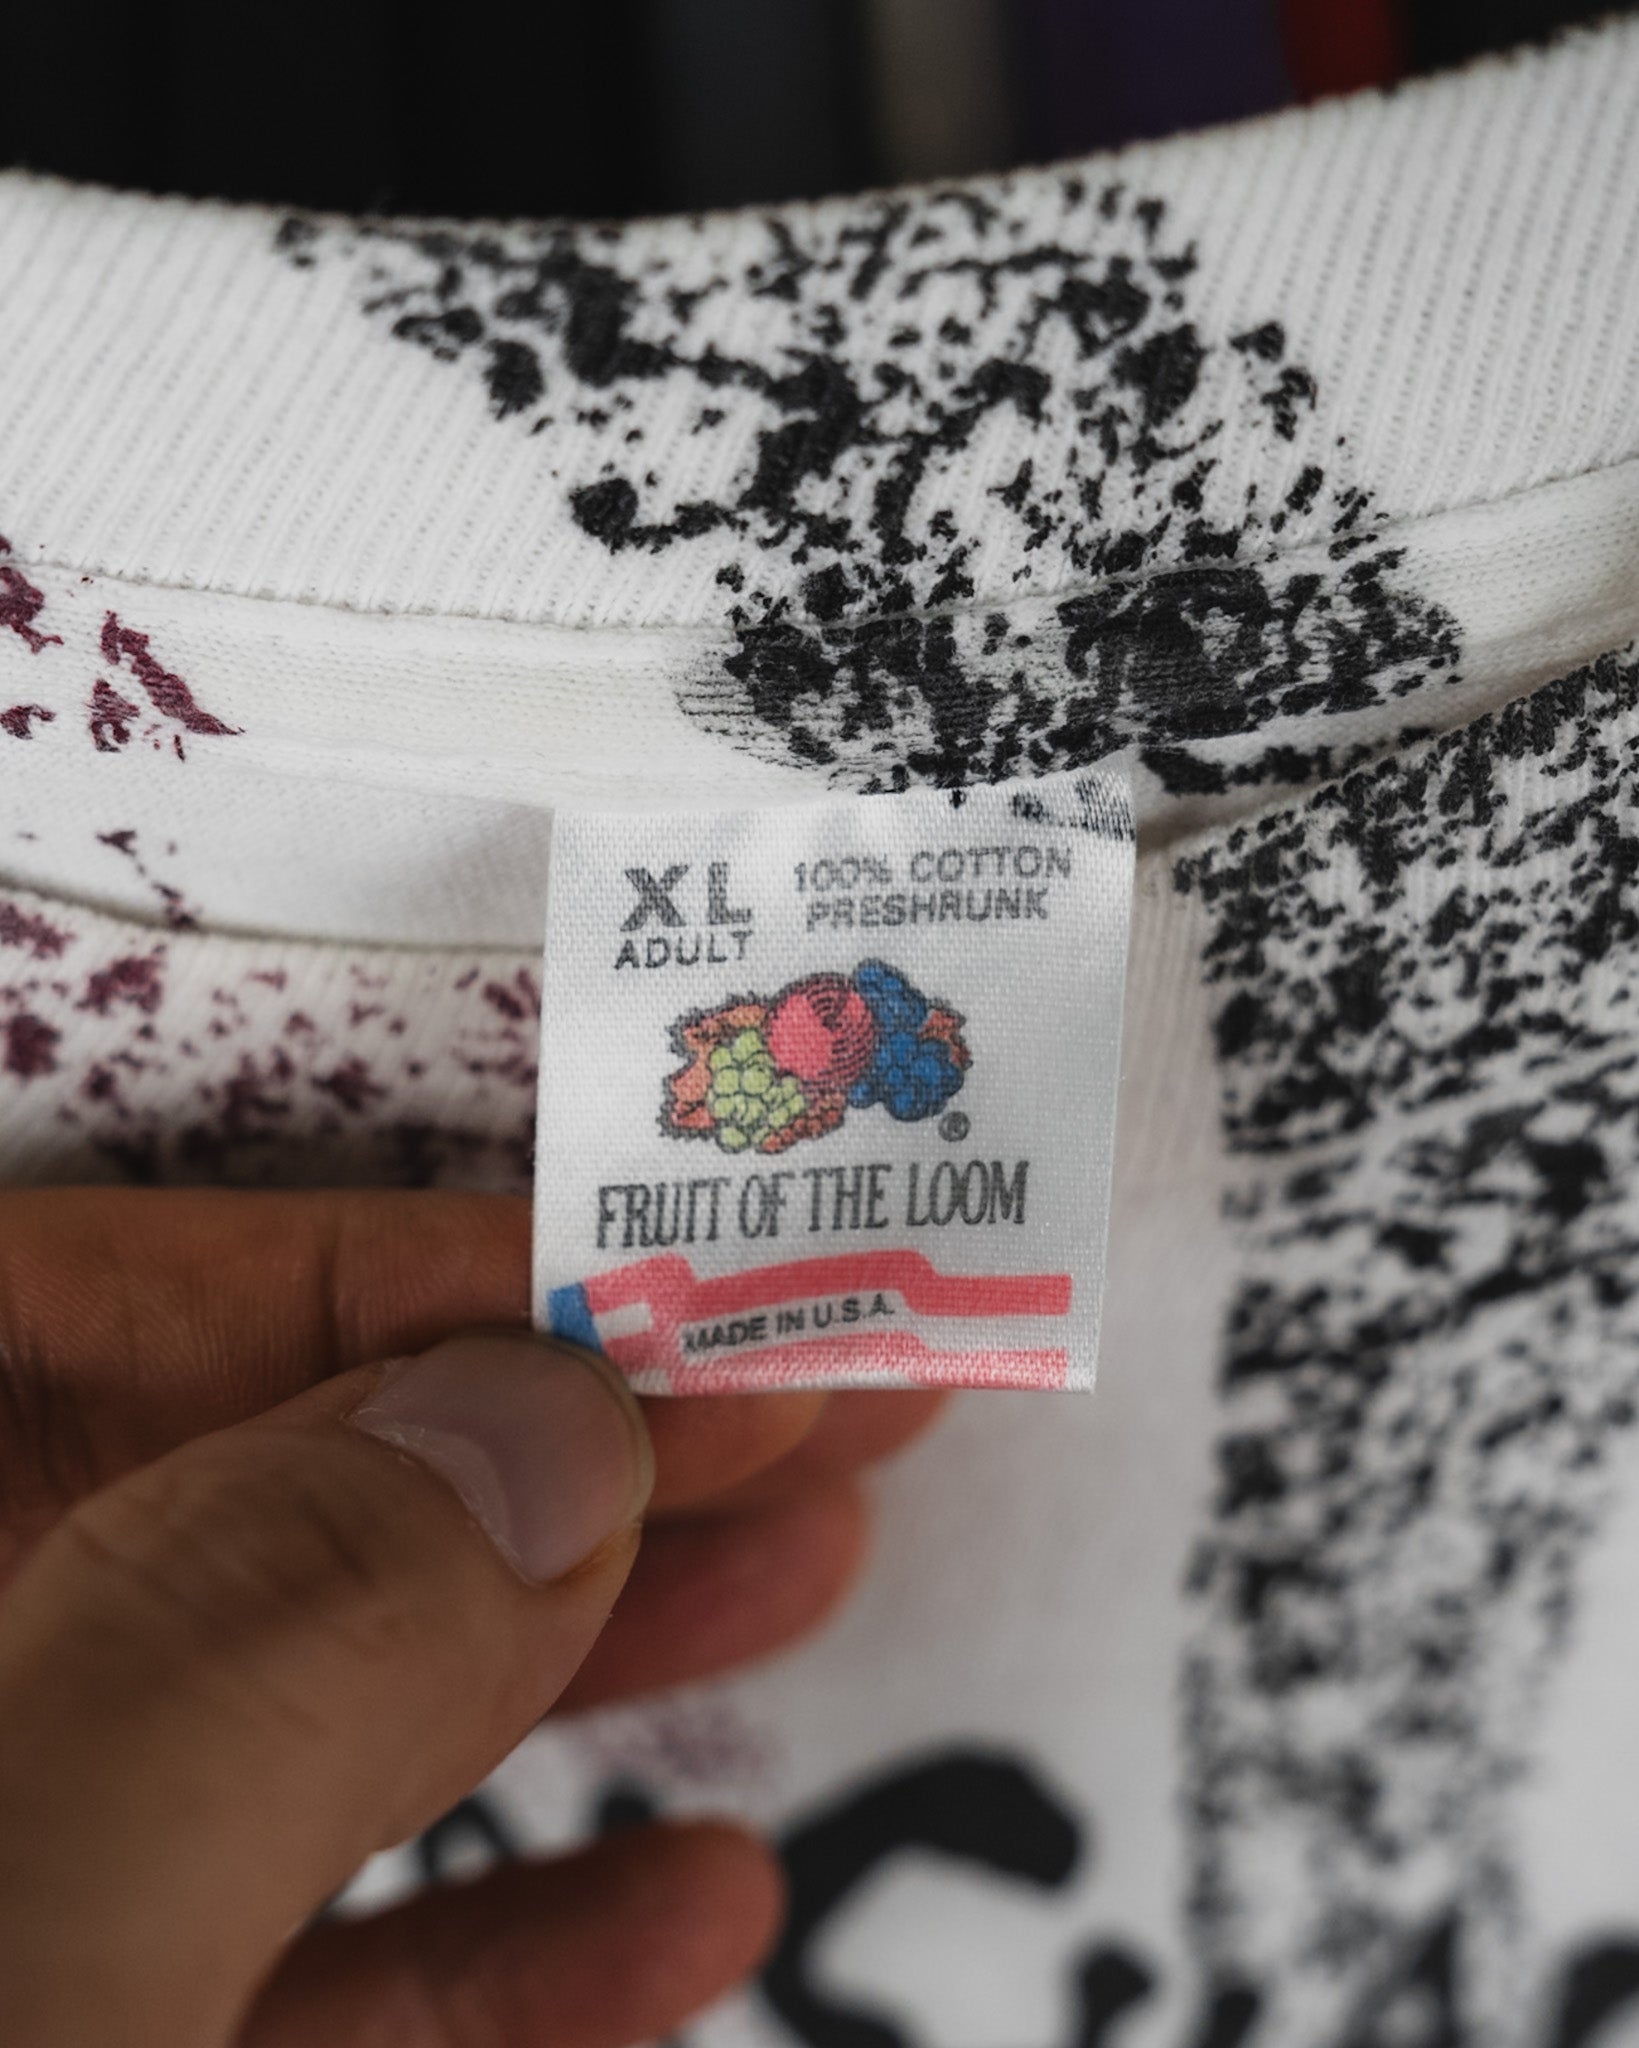 XL
ADULT
100% COTTON
PRESHRUNK
®
FRUIT OF THE LOOM
MADE IN U.S.A.